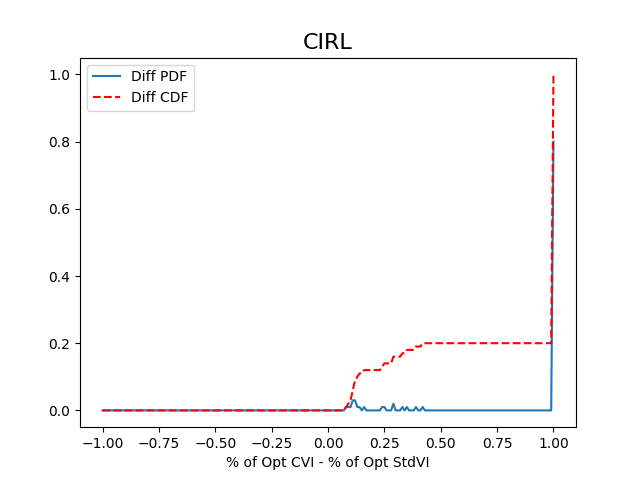 CIRL
Diff PDF
Diff CDF
1.0
0.8
0.6
0.4
0.2
0.0
−1.00 −0.75 −0.50 −0.25 0.00 0.25 0.50 0.75 1.00
% of Opt CVI - % of Opt StdVI